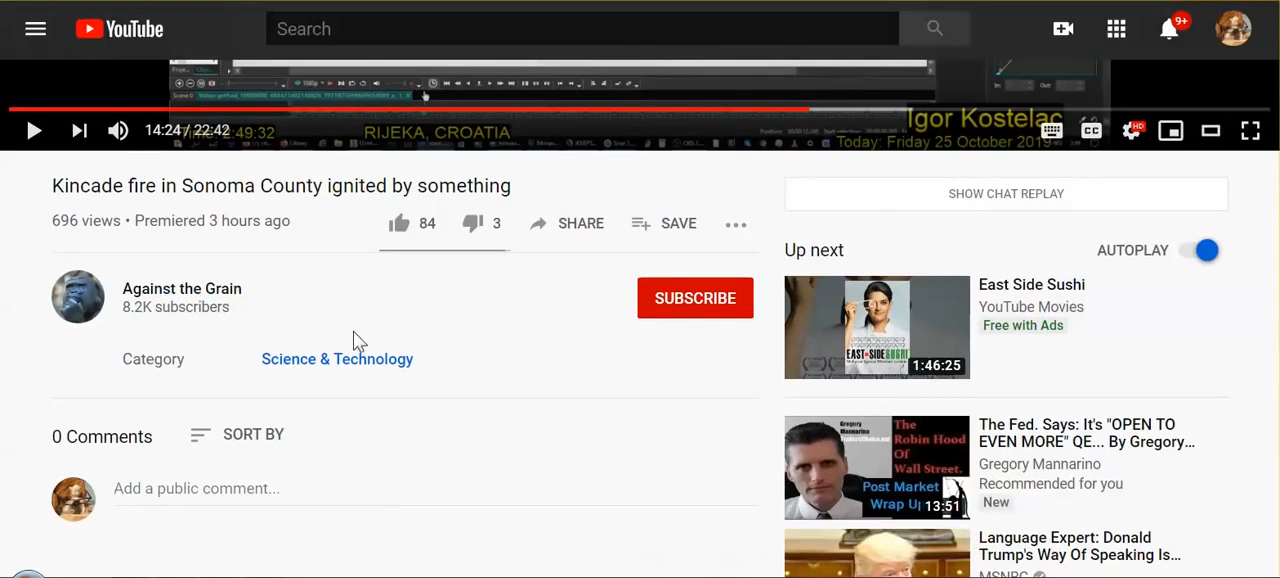 YouTube
Search
9+
14:24 / 22:42
Time: 2:49:32
RIJEKA, CROATIA
Igor Kostelac
Today: Friday 25 October 2019
CC
HD
Kincade fire in Sonoma County ignited by something
696 views • Premiered 3 hours ago
84
3
SHARE
SAVE
SHOW CHAT REPLAY
Up next
AUTOPLAY
Against the Grain
8.2K subscribers
SUBSCRIBE
Category
Science & Technology
EAST SIDE SUSHI
1:46:25
East Side Sushi
YouTube Movies
Free with Ads
0 Comments
SORT BY
Add a public comment...
Gregory
Mannarino
The
Robin Hood
Of
Wall Street.
Post Market
Wrap Up
13:51
The Fed. Says: It's "OPEN TO
EVEN MORE" QE... By Gregory...
Gregory Mannarino
Recommended for you
New
Language Expert: Donald
Trump's Way Of Speaking Is...
MSNBC